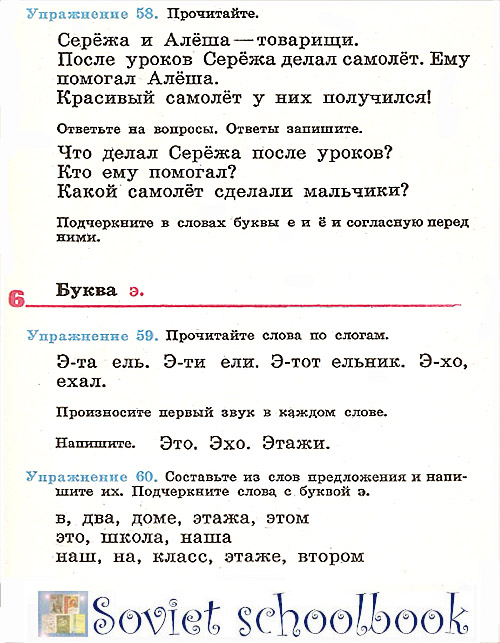 Упражнение 58. Прочитайте.
Серёжа и Алёша — товарищи.
После уроков Серёжа делал самолёт. Ему
помогал Алёша.
Красивый самолёт у них получился!
Ответьте на вопросы. Ответы запишите.
Что делал Серёжа после уроков?
Кто ему помогал?
Какой самолёт сделали мальчики?
Подчеркните в словах буквы е и ё и согласную перед
ними.
6 Буква э.
Упражнение 59. Прочитайте слова по слогам.
Э-та ель. Э-ти ели. Э-тот ельник. Э-хо,
ехал.
Произносите первый звук в каждом слове.
Напишите. Это. Эхо. Этажи.
Упражнение 60. Составьте из слов предложения и напи-
шите их. Подчеркните слова с буквой э.
в, два, доме, этажа, этом
это, школа, наша
наш, на, класс, этаже, втором
Soviet schoolbook